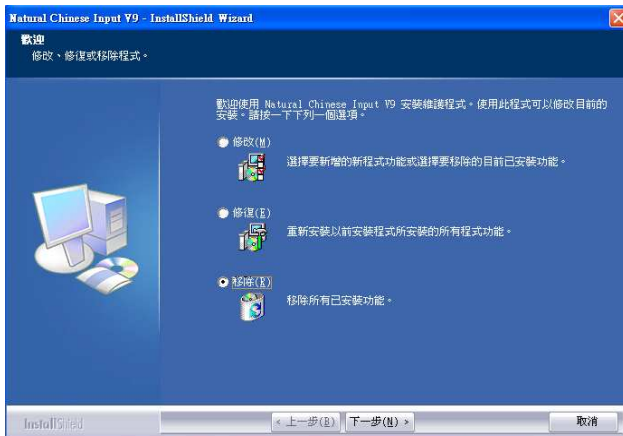 Natural Chinese Input V9 - InstallShield Wizard
歡迎
修改、修復或移除程式。
歡迎使用 Natural Chinese Input V9 安裝維護程式。使用此程式可以修改目前的
安裝。請按一下下列一個選項。
修改(M)
選擇要新增的新程式功能或選擇要移除的目前已安裝功能。
修復(E)
重新安裝以前安裝程式所安裝的所有程式功能。
移除(R)
移除所有已安裝功能。
InstallShield
< 上一步(B) 下一步(N) > 取消